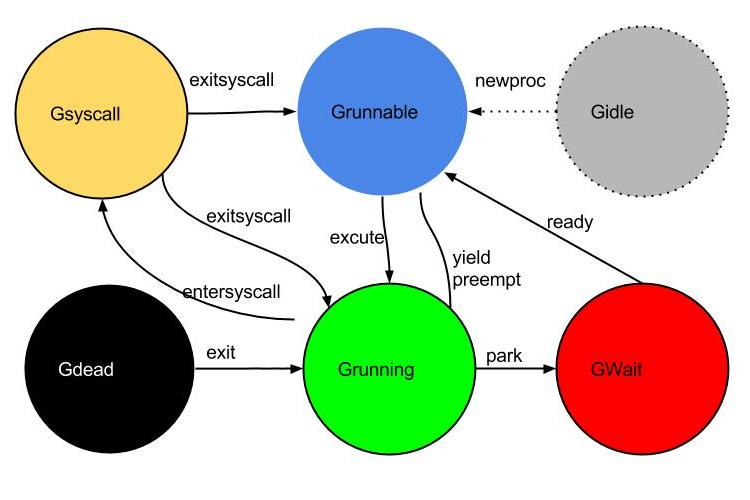 exitsyscall
newproc
Gsyscall
Grunnable
Gidle
exitsyscall
ready
excute
yield
preempt
entersyscall
exit
park
Gdead
Grunning
GWait